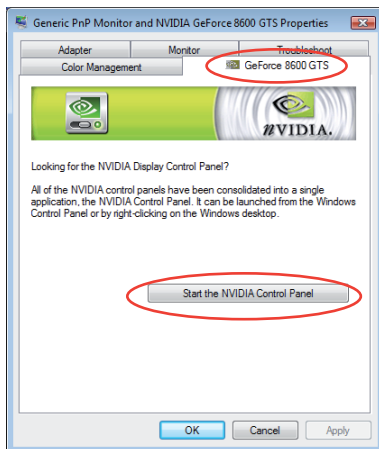 Generic PnP Monitor and NVIDIA GeForce 8600 GTS Properties
Adapter Monitor Troubleshoot
Color Management GeForce 8600 GTS
NVIDIA.
Looking for the NVIDIA Display Control Panel?
All of the NVIDIA control panels have been consolidated into a single
application, the NVIDIA Control Panel. It can be launched from the Windows
Control Panel or by right-clicking on the Windows desktop.
Start the NVIDIA Control Panel
OK Cancel Apply